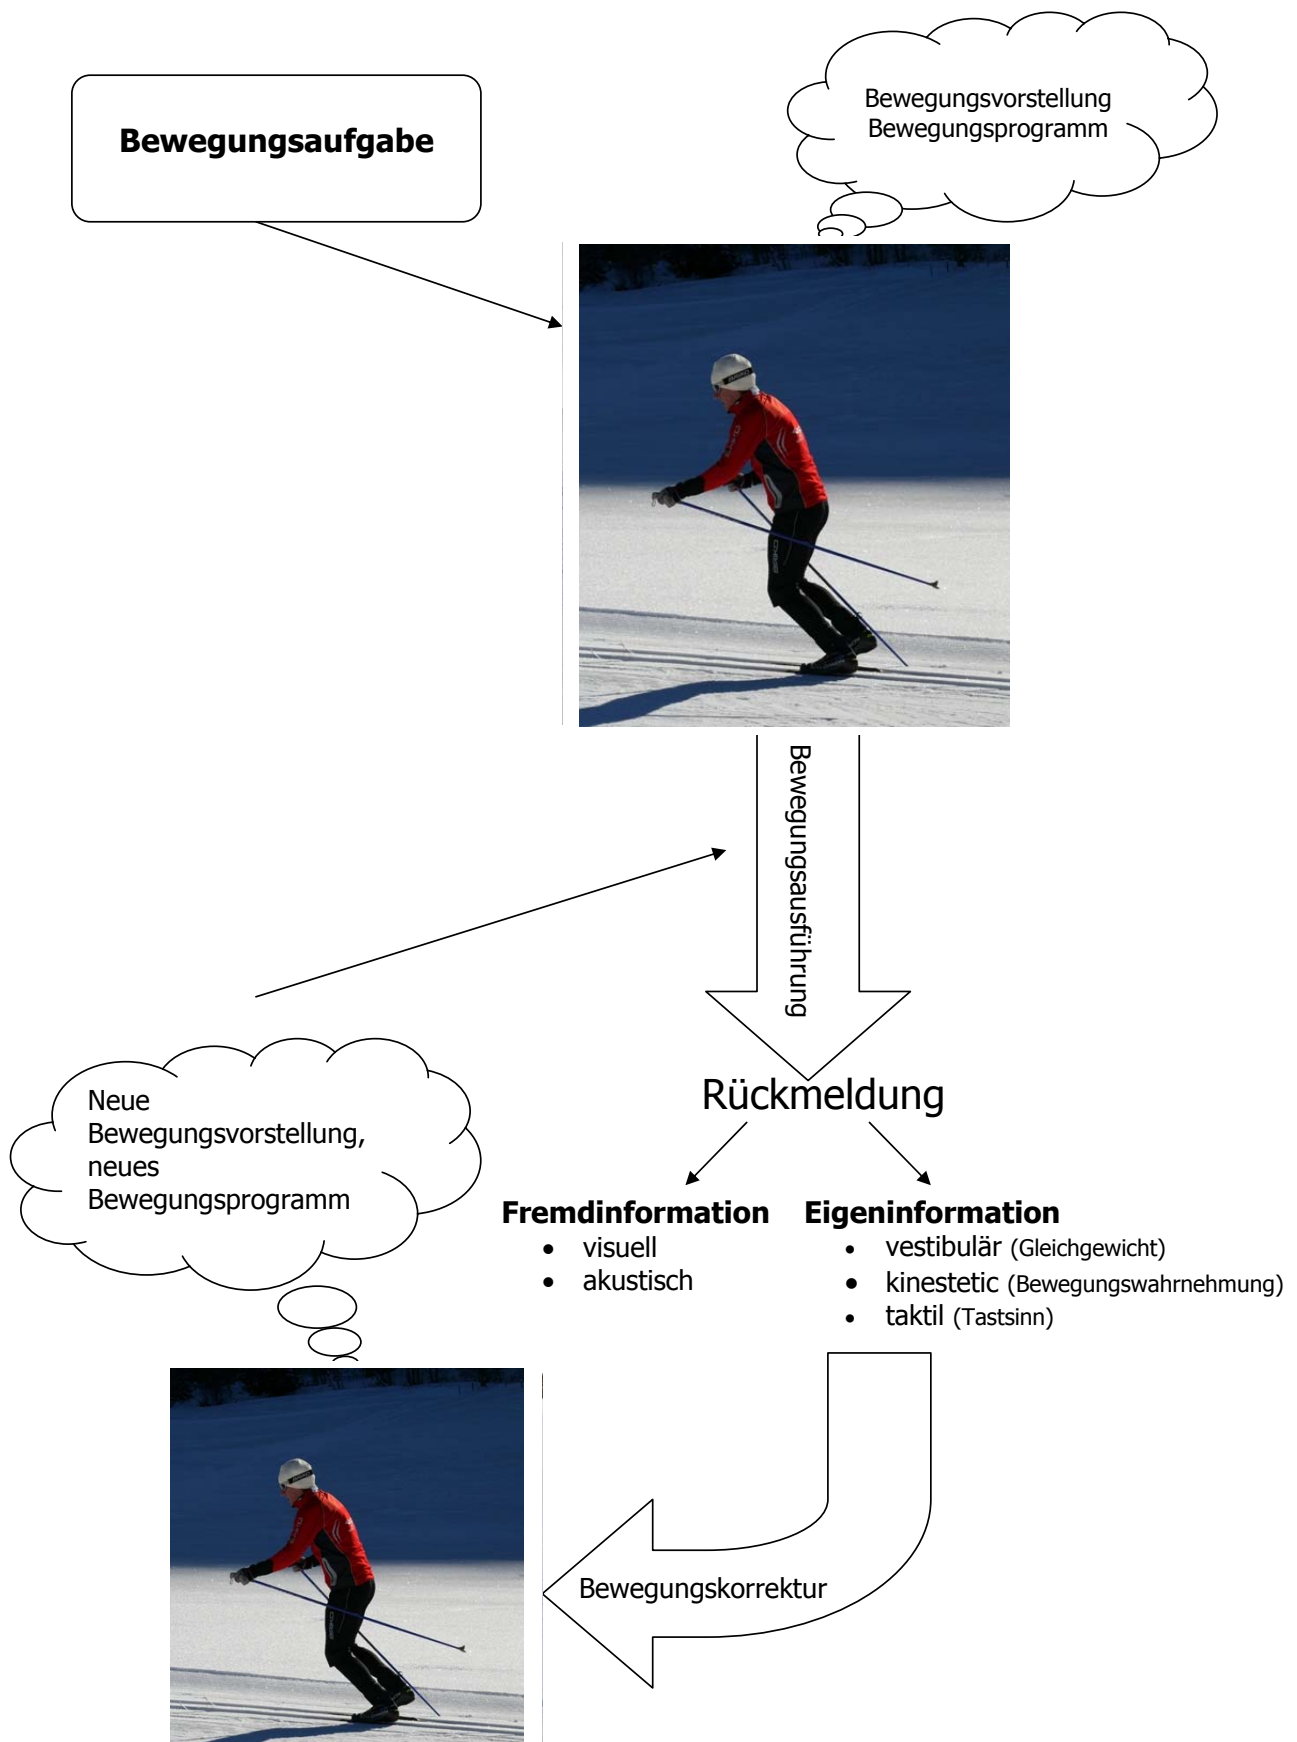 Bewegungsaufgabe
Bewegungsvorstellung
Bewegungsprogramm
Bewegungsausführung
Rückmeldung
Fremdinformation
• visuell
• akustisch
Eigeninformation
• vestibulär (Gleichgewicht)
• kinestetic (Bewegungswahrnehmung)
• taktil (Tastsinn)
Bewegungskorrektur
Neue
Bewegungsvorstellung,
neues
Bewegungsprogramm